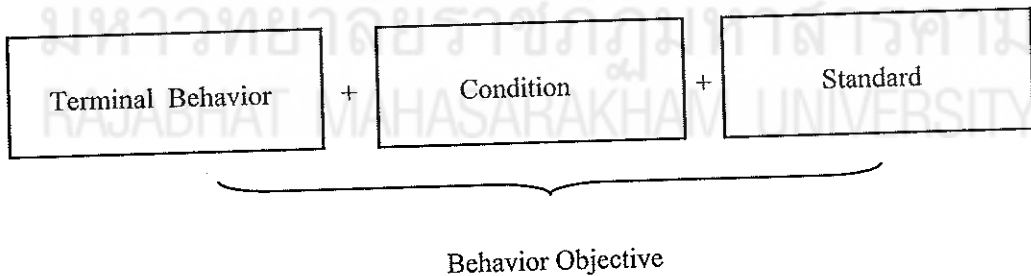 มหาวิทยาลัยราชภัฏมหาสารคาม
Terminal Behavior + Condition + Standard
RAJABHAT MAHASARAKHAM UNIVERSITY
Behavior Objective